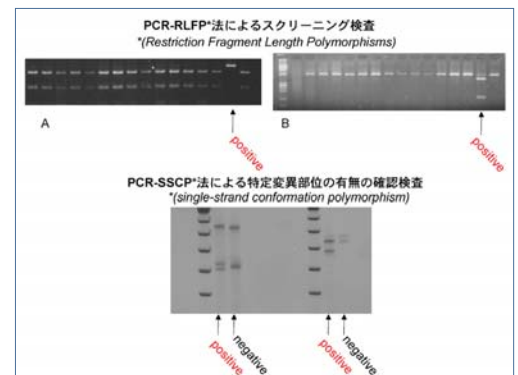 PCR-RLFP*法によるスクリーニング検査
*(Restriction Fragment Length Polymorphisms)
A
B
positive
positive
PCR-SSCP*法による特定変異部位の有無の確認検査
*(single-strand conformation polymorphism)
positive
negative
positive
negative